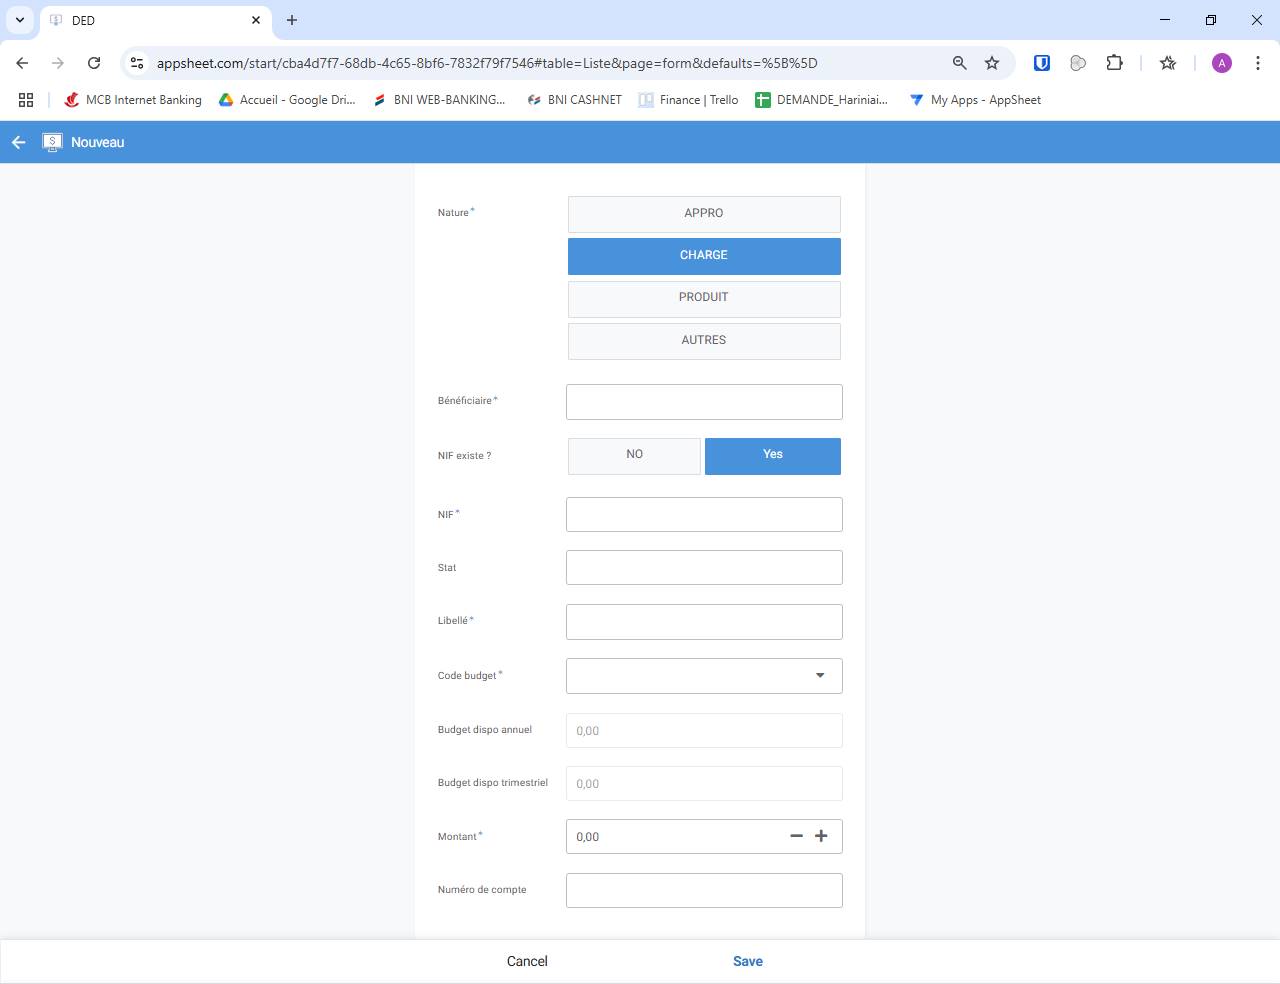 DED
appsheet.com/start/cba4d7f7-68db-4c65-8bf6-7832f79f7546#table=Liste&page=form&defaults=%5B%5D
A
MCB Internet Banking
Accueil - Google Dri...
BNI WEB-BANKING...
BNI CASHNET
Finance | Trello
DEMANDE_Hariniai...
My Apps - AppSheet
Nouveau
Nature*
APPRO
CHARGE
PRODUIT
AUTRES
Bénéficiaire*
NIF existe ?
NO
Yes
NIF*
Stat
Libellé*
Code budget*
Budget dispo annuel
0,00
Budget dispo trimestriel
0,00
Montant*
0,00
Numéro de compte
Cancel
Save